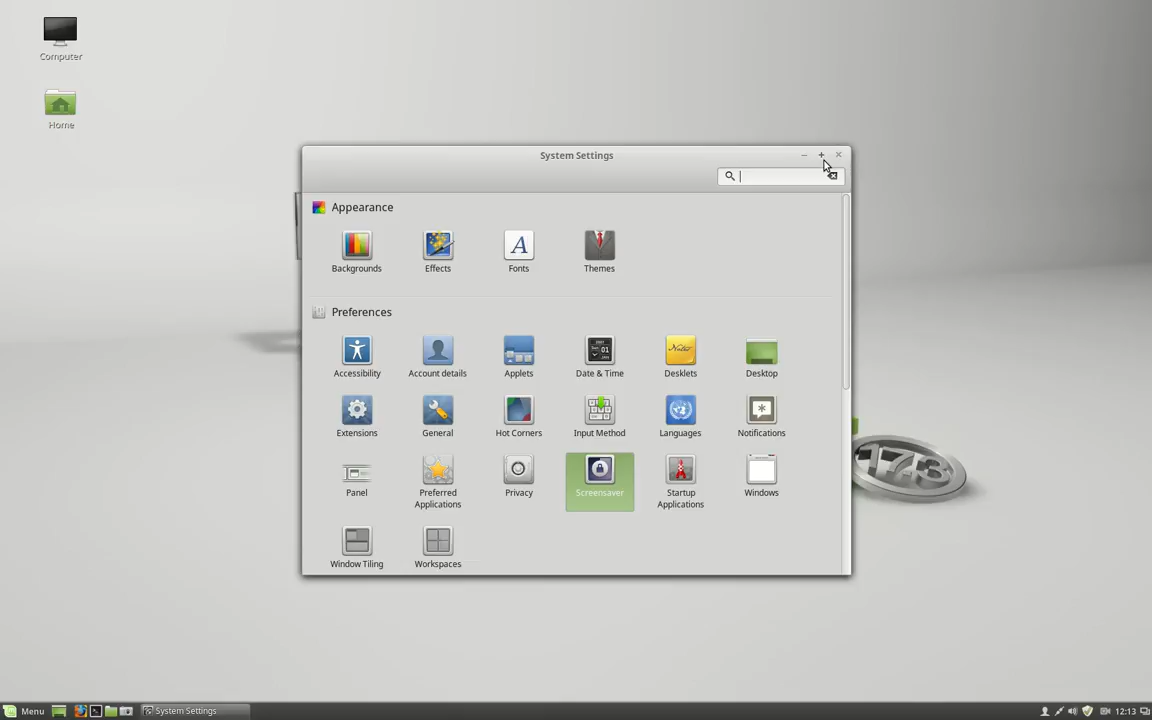 Computer
Home
System Settings
Appearance
Backgrounds
Effects
Fonts
Themes
Preferences
Accessibility
Account details
Applets
Date & Time
Desklets
Desktop
Extensions
General
Hot Corners
Input Method
Languages
Notifications
Panel
Preferred
Applications
Privacy
Screensaver
Startup
Applications
Windows
Window Tiling
Workspaces
17.3
Menu
System Settings
12:13